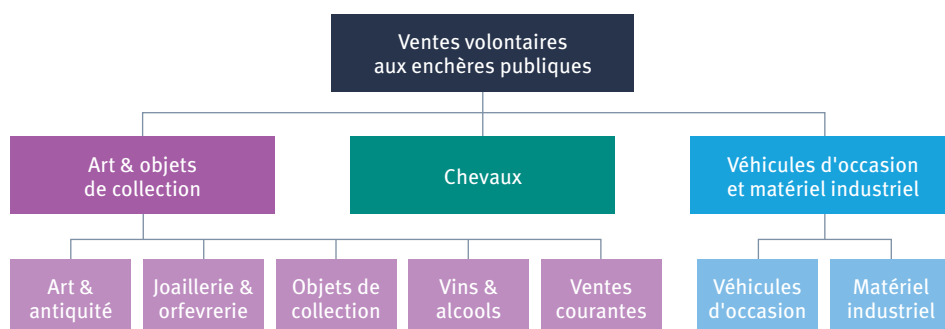 Ventes volontaires
aux enchères publiques
Art & objets
de collection
Chevaux
Véhicules d'occasion
et matériel industriel
Art &
antiquité
Joaillerie &
orfevrerie
Objets de
collection
Vins &
alcools
Ventes
courantes
Véhicules
d'occasion
Matériel
industriel